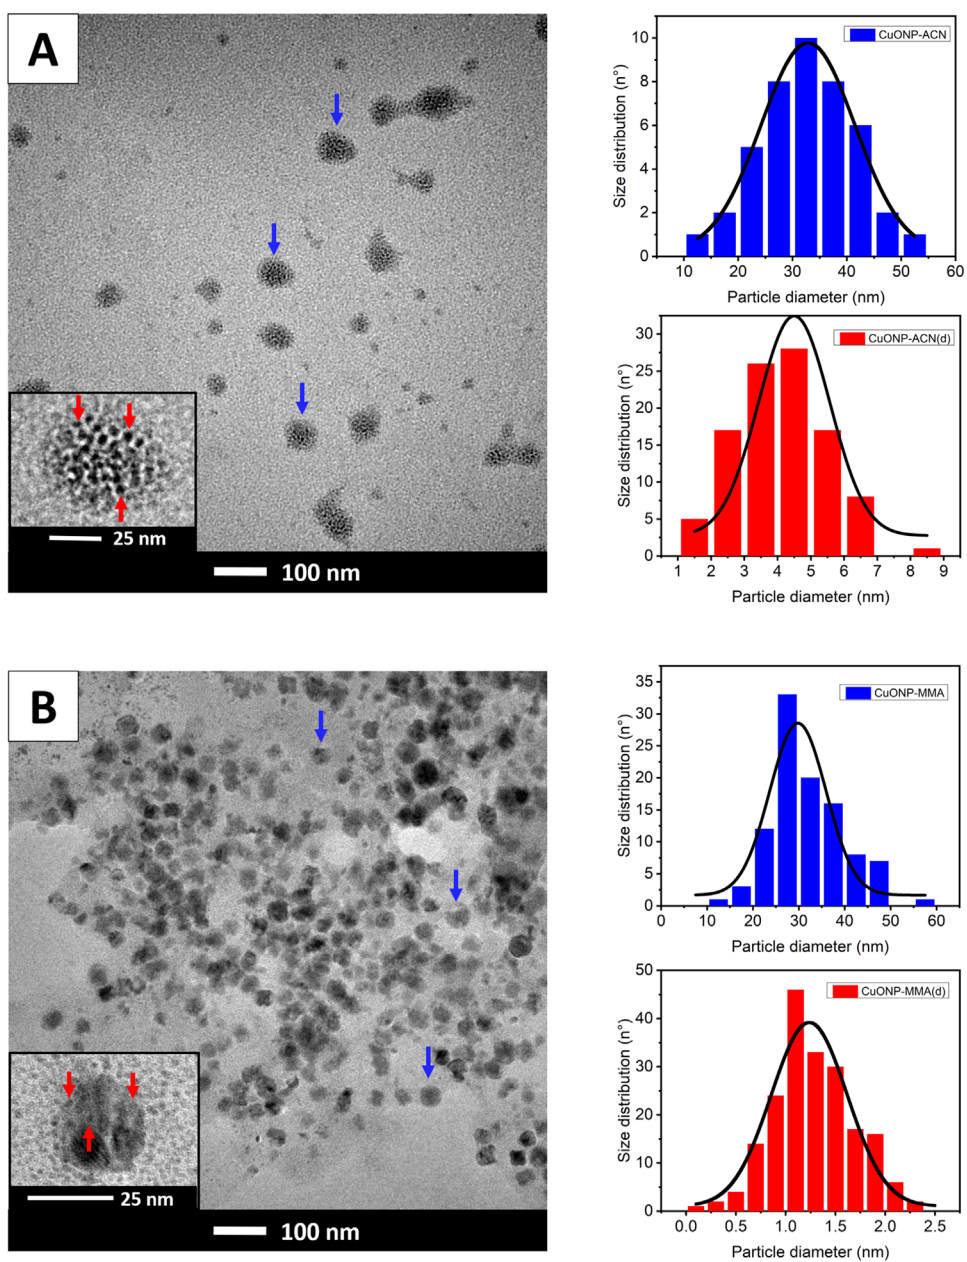 A
25 nm
100 nm
Size distribution (n°)
10
8
6
4
2
0
CuONP-ACN
10 20 30 40 50 60
Particle diameter (nm)
Size distribution (n°)
30
25
20
15
10
5
0
CuONP-ACN(d)
1 2 3 4 5 6 7 8 9
Particle diameter (nm)
B
25 nm
100 nm
Size distribution (n°)
35
30
25
20
15
10
5
0
CuONP-MMA
0 10 20 30 40 50 60
Particle diameter (nm)
Size distribution (n°)
50
40
30
20
10
0
CuONP-MMA(d)
0.0 0.5 1.0 1.5 2.0 2.5
Particle diameter (nm)